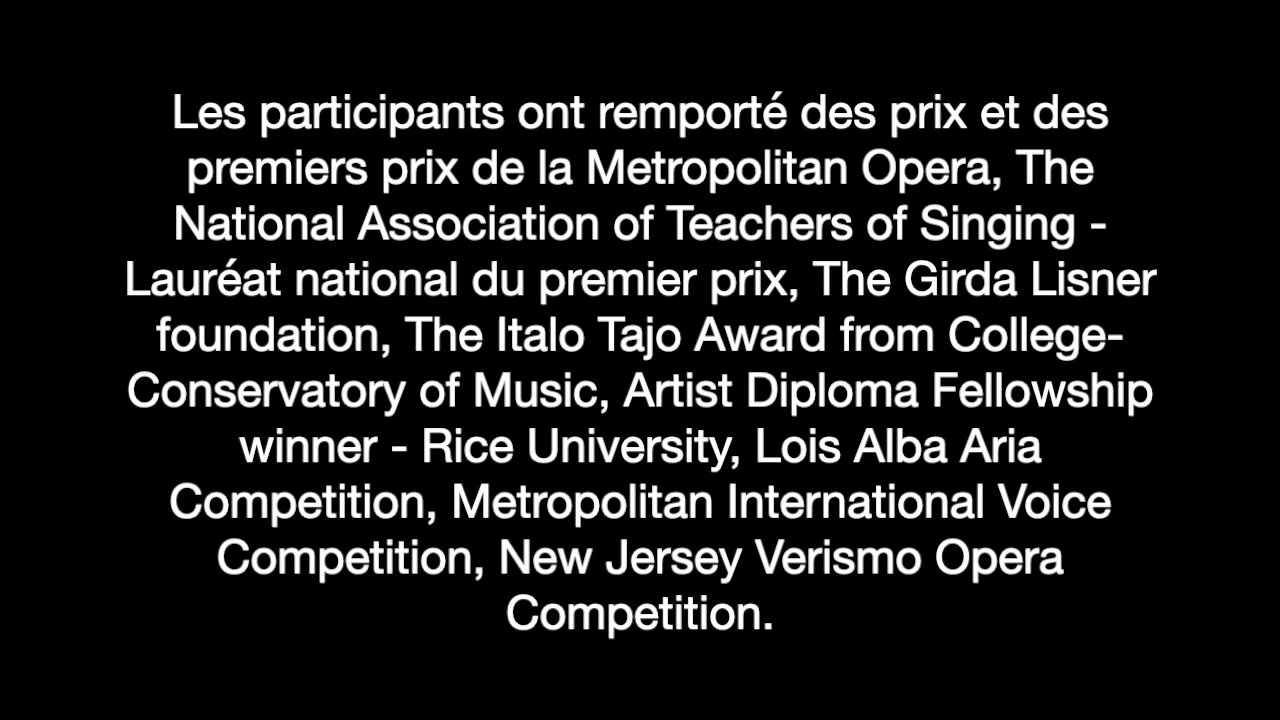 Les participants ont remporté des prix et des
premiers prix de la Metropolitan Opera, The
National Association of Teachers of Singing -
Lauréat national du premier prix, The Girda Lisner
foundation, The Italo Tajo Award from College-
Conservatory of Music, Artist Diploma Fellowship
winner - Rice University, Lois Alba Aria
Competition, Metropolitan International Voice
Competition, New Jersey Verismo Opera
Competition.